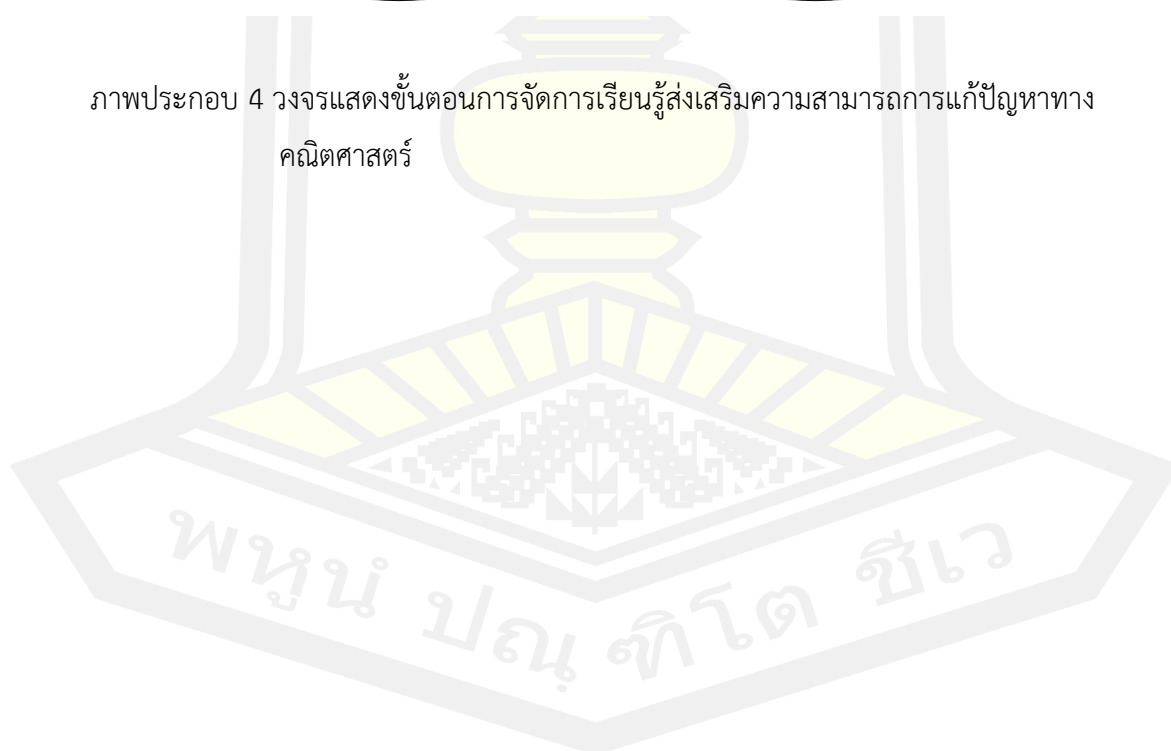 ภาพประกอบ 4 วงจรแสดงขั้นตอนการจัดการเรียนรู้ส่งเสริมความสามารถการแก้ปัญหาทาง
คณิตศาสตร์
พหูนํ ปณฺฑิโต ชีเว